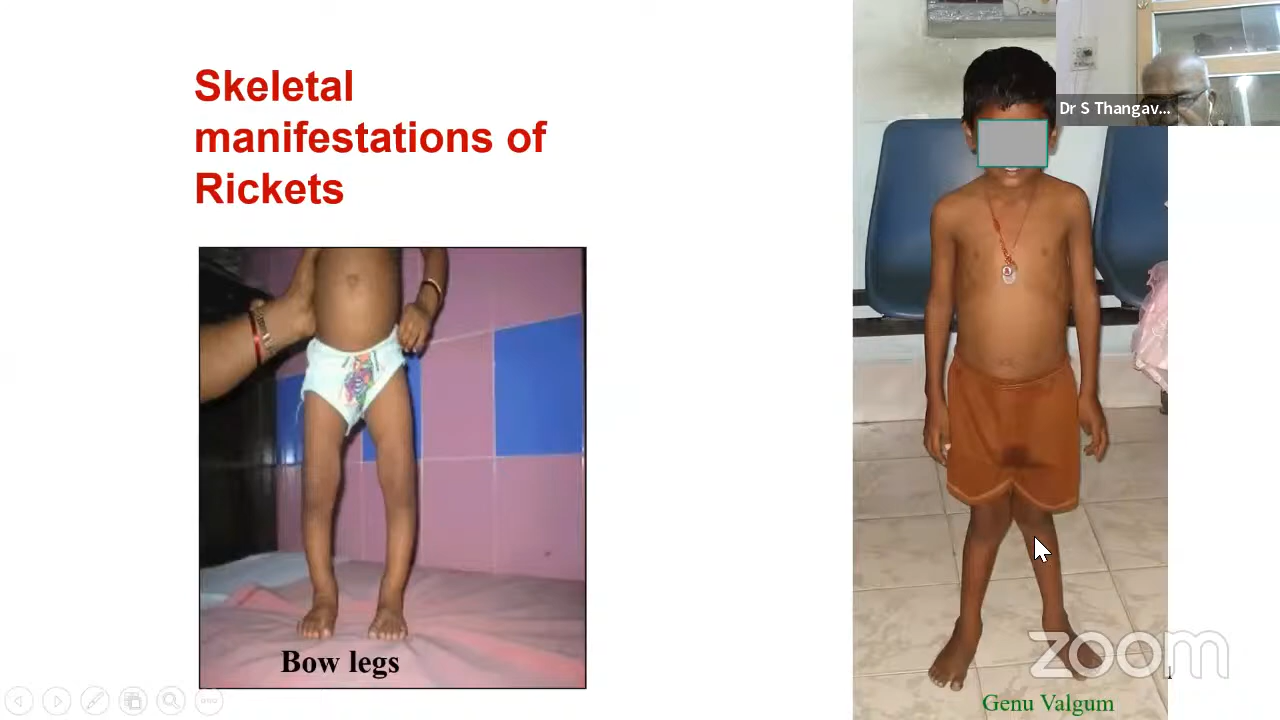 Skeletal
manifestations of
Rickets
Dr S Thangav...
Bow legs
zoom
Genu Valgum